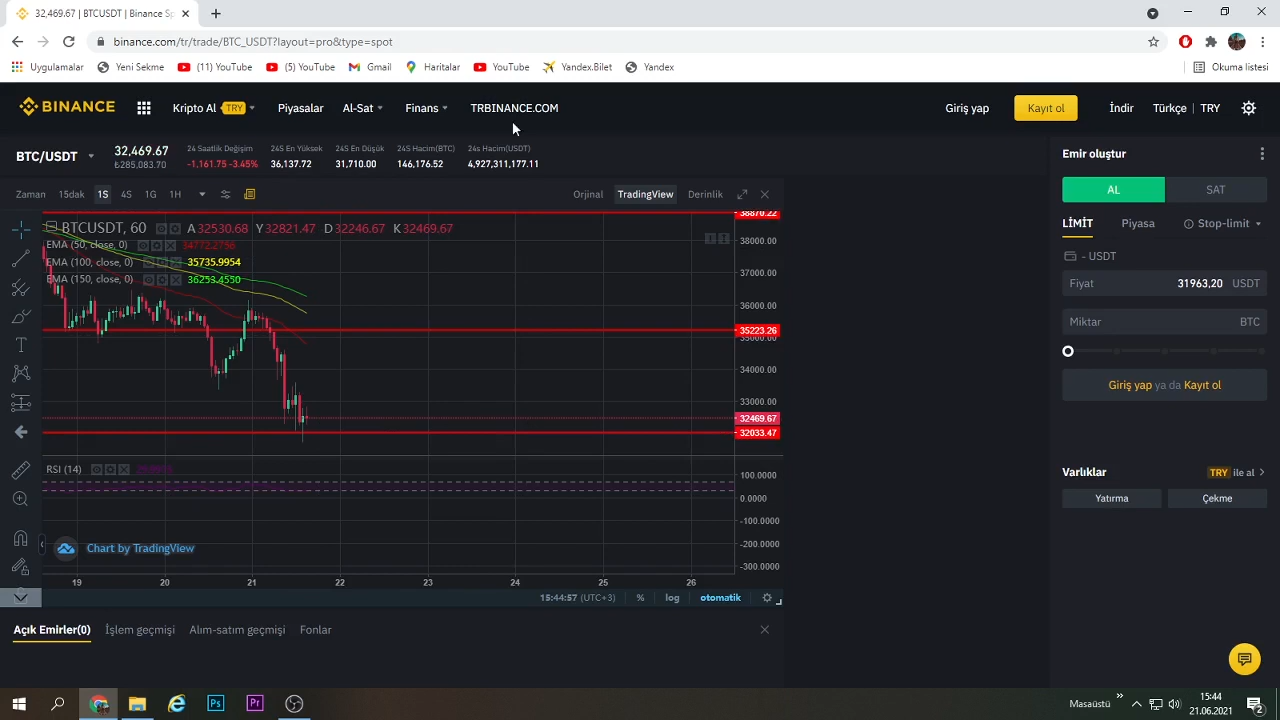 32,469.67 | BTCUSDT | Binance Sp
binance.com/tr/trade/BTC_USDT?layout=pro&type=spot
Uygulamalar Yeni Sekme (11) YouTube (5) YouTube Gmail Haritalar YouTube Yandex.Bilet Yandex Okuma listesi
BINANCE Kripto Al TRY Piyasalar Al-Sat Finans TRBINANCE.COM Giriş yap Kayıt ol İndir Türkçe TRY
BTC/USDT
32,469.67
₺285,083.70
24 Saatlik Değişim
-1,161.75 -3.45%
24S En Yüksek
36,137.72
24S En Düşük
31,710.00
24S Hacim(BTC)
146,176.52
24s Hacim(USDT)
4,927,311,177.11
Zaman 15dak 1S 4S 1G 1H Orjinal TradingView Derinlik
BTCUSDT, 60 A 32530.68 Y 32821.47 D 32246.67 K 32469.67
EMA (50, close, 0) 34772.2756
EMA (100, close, 0) 35735.9954
EMA (150, close, 0) 36253.4550
38870.22
38000.00
37000.00
36000.00
35223.26
35000.00
34000.00
33000.00
32469.67
32033.47
RSI (14)
100.0000
0.0000
-100.0000
-200.0000
-300.0000
Chart by TradingView
19 20 21 22 23 24 25 26
15:44:57 (UTC+3) % log otomatik
Açık Emirler(0) İşlem geçmişi Alım-satım geçmişi Fonlar
Emir oluştur
AL SAT
LİMİT Piyasa Stop-limit
- USDT
Fiyat 31963,20 USDT
Miktar BTC
Giriş yap ya da Kayıt ol
Varlıklar TRY ile al
Yatırma Çekme
Ps Pr
Masaüstü
15:44
21.06.2021
2